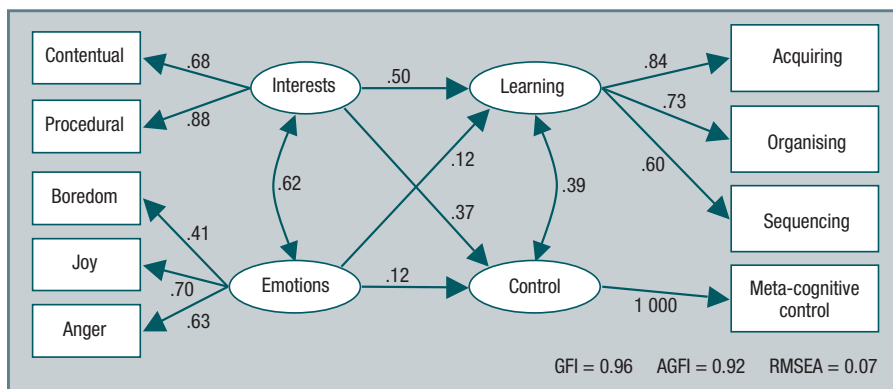 Contentual
.68
Interests
.50
Learning
.84
Acquiring
Procedural
.88
.73
Organising
.12
.60
Boredom
.62
.39
Sequencing
.41
.37
Joy
.70
Emotions
.12
Control
Meta-cognitive
control
1 000
Anger
.63
GFI = 0.96 AGFI = 0.92 RMSEA = 0.07